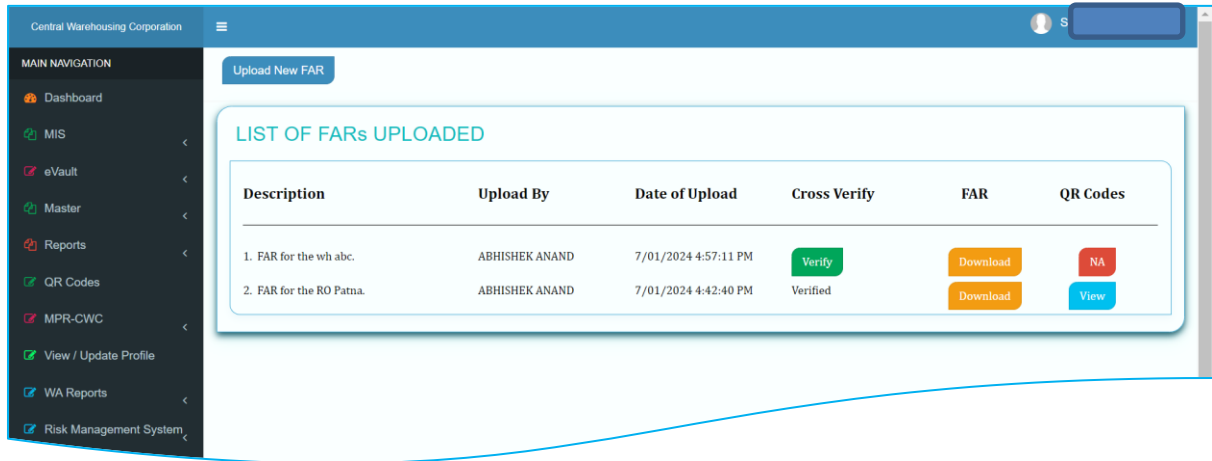 Central Warehousing Corporation
S
MAIN NAVIGATION
Upload New FAR
Dashboard
MIS
eVault
Master
Reports
QR Codes
MPR-CWC
View / Update Profile
WA Reports
Risk Management System
LIST OF FARs UPLOADED
Description Upload By Date of Upload Cross Verify FAR QR Codes
1. FAR for the wh abc. ABHISHEK ANAND 7/01/2024 4:57:11 PM Verify Download NA
2. FAR for the RO Patna. ABHISHEK ANAND 7/01/2024 4:42:40 PM Verified Download View